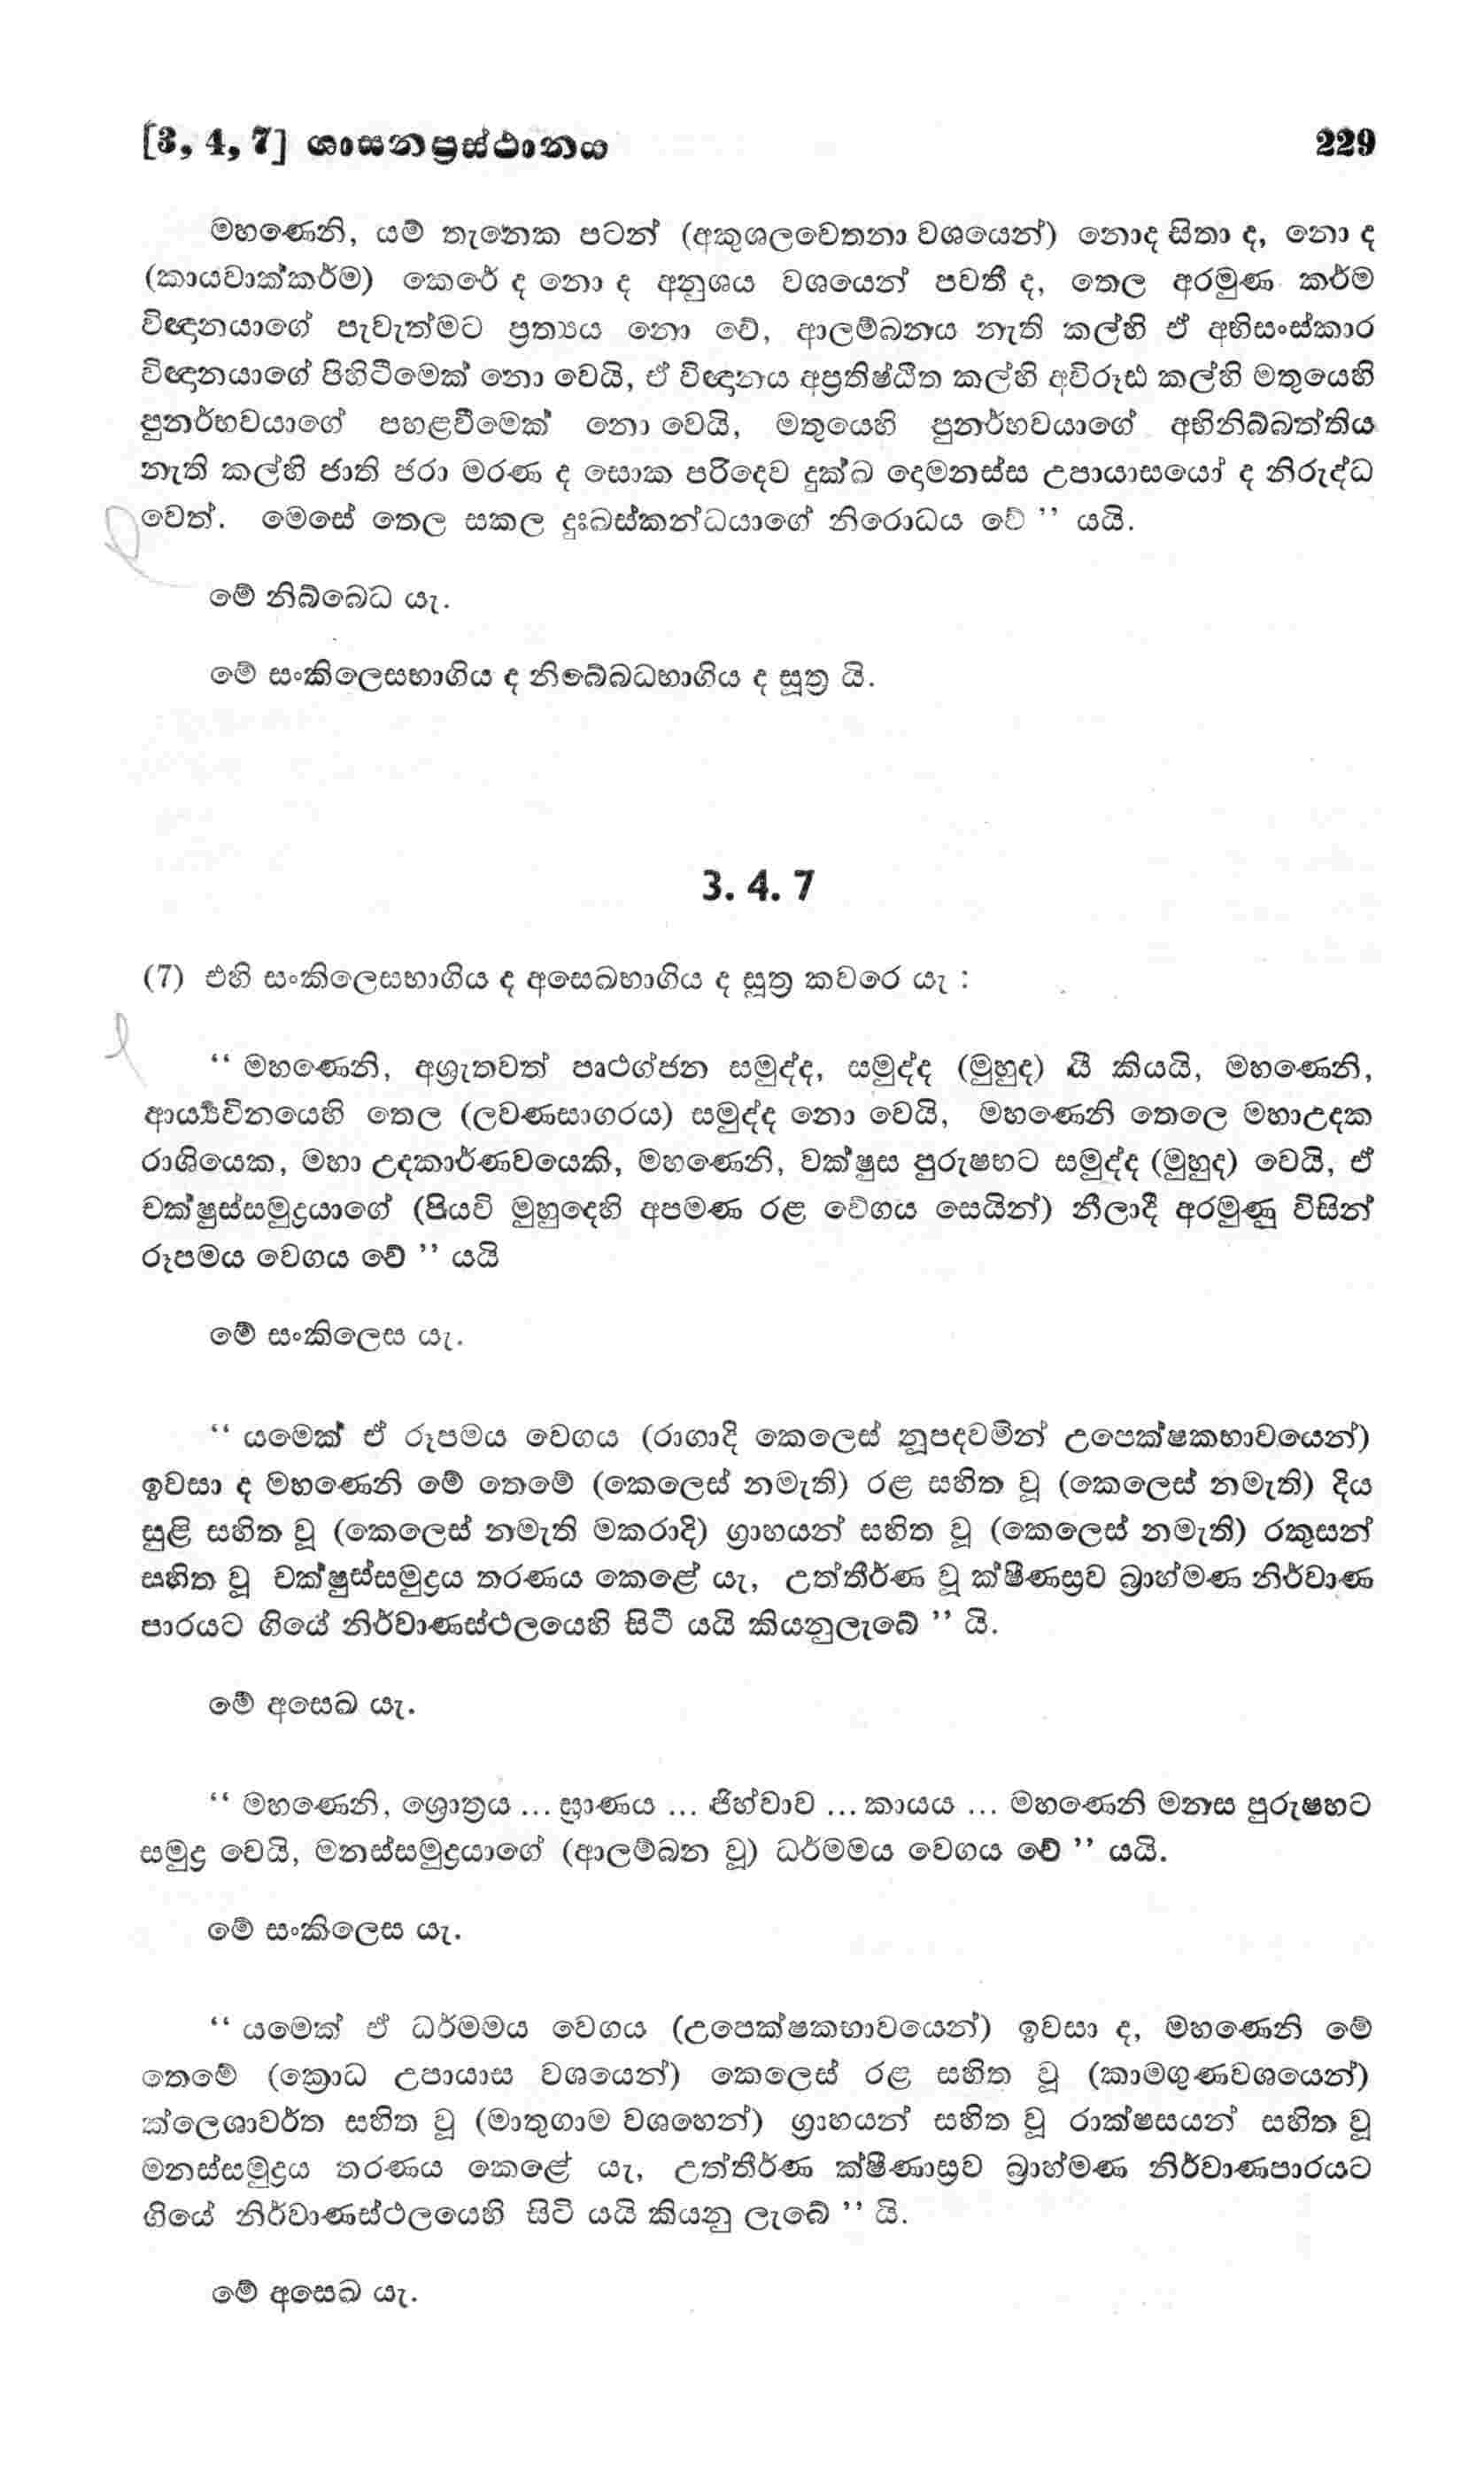 [3, 4, 7] ශාසනප්‍රස්ථානය 229
මහණෙනි, යම් තැනෙක පටන් (අකුශලචෙතනා වශයෙන්) නොද සිතා ද, නො ද
(කායවාක්කර්ම) කෙරේ ද නො ද අනුශය වශයෙන් පවතී ද, තෙල අරමුණ කර්ම
විඥානයාගේ පැවැත්මට ප්‍රත්‍යය නො වේ, ආලම්බනය නැති කල්හි ඒ අභිසංස්කාර
විඥානයාගේ පිහිටීමෙක් නො වෙයි, ඒ විඥානය අප්‍රතිෂ්ඨිත කල්හි අවිරූඪ කල්හි මතුයෙහි
පුනර්භවයාගේ පහළවීමෙක් නො වෙයි, මතුයෙහි පුනර්භවයාගේ අභිනිබ්බත්තිය
නැති කල්හි ජාති ජරා මරණ ද සොක පරිදෙව දුක්ඛ දොමනස්ස උපායාසයෝ ද නිරුද්ධ
වෙත්. මෙසේ තෙල සකල දුඃඛස්කන්ධයාගේ නිරොධය වේ ” යයි.
මේ නිබ්බෙධ යැ.
මේ සංකිලෙසභාගිය ද නිබේබධභාගිය ද සූත්‍ර යි.
3. 4. 7
(7) එහි සංකිලෙසභාගිය ද අසෙඛභාගිය ද සූත්‍ර කවරෙ යැ :
“ මහණෙනි, අශ්‍රැතවත් පෘථග්ජන සමුද්ද, සමුද්ද (මුහුද) යී කියයි, මහණෙනි,
ආර්‍ය්‍යවිනයෙහි තෙල (ලවණසාගරය) සමුද්ද නො වෙයි, මහණෙනි තෙලෙ මහාඋදක
රාශියෙක, මහා උදකාර්ණවයෙකි, මහණෙනි, චක්ෂුස පුරුෂභට සමුද්ද (මුහුද) වෙයි, ඒ
චක්ෂුස්සමුද්‍රයාගේ (පියවි මුහුදෙහි අපමණ රළ වේගය සෙයින්) නීලාදී අරමුණු විසින්
රූපමය වෙගය වේ ” යයි
මේ සංකිලෙස යැ.
“ යමෙක් ඒ රූපමය වෙගය (රාගාදි කෙලෙස් නූපදවමින් උපෙක්ෂකභාවයෙන්)
ඉවසා ද මහණෙනි මේ තෙමේ (කෙලෙස් නමැති) රළ සහිත වූ (කෙලෙස් නමැති) දිය
සුළි සහිත වූ (කෙලෙස් නමැති මකරාදි) ග්‍රාහයන් සහිත වූ (කෙලෙස් නමැති) රකුසන්
සහිත වූ චක්ෂුස්සමුද්‍රය තරණය කෙළේ යැ, උත්තීර්ණ වූ ක්ෂීණස්‍රව බ්‍රාහ්මණ නිර්වාණ
පාරයට ගියේ නිර්වාණස්ථලයෙහි සිටී යයි කියනුලැබේ ” යි.
මේ අසෙඛ යැ.
“ මහණෙනි, ශ්‍රොත්‍රය ... ඝ්‍රාණය ... ජිහ්වාව ... කායය ... මහණෙනි මනස පුරුෂහට
සමුද්‍ර වෙයි, මනස්සමුද්‍රයාගේ (ආලම්බන වූ) ධර්මමය වෙගය වේ ” යයි.
මේ සංකිලෙස යැ.
“ යමෙක් ඒ ධර්මමය වෙගය (උපෙක්ෂකභාවයෙන්) ඉවසා ද, මහණෙනි මේ
තෙමේ (ක්‍රොධ උපායාස වශයෙන්) කෙලෙස් රළ සහිත වූ (කාමගුණවශයෙන්)
ක්ලෙශාවර්ත සහිත වූ (මාතුගාම වශහෙන්) ග්‍රාහයන් සහිත වූ රාක්ෂසයන් සහිත වූ
මනස්සමුද්‍රය තරණය කෙළේ යැ, උත්තීර්ණ ක්ෂීණාස්‍රව බ්‍රාහ්මණ නිර්වාණපාරයට
ගියේ නිර්වාණස්ථලයෙහි සිටි යයි කියනු ලැබේ ” යි.
මේ අසෙඛ යැ.